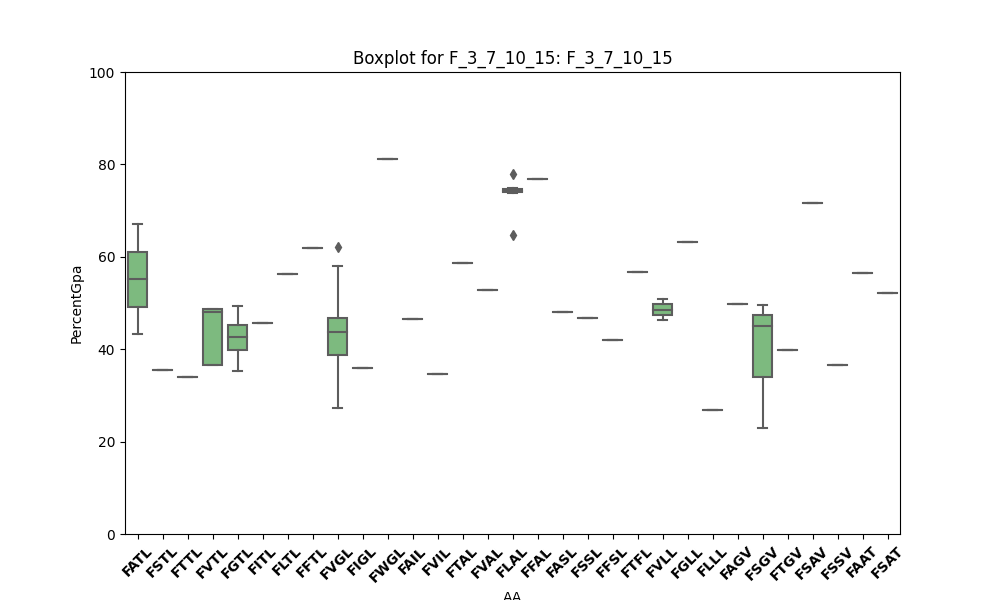 Boxplot for F_3_7_10_15: F_3_7_10_15
100
80
60
40
20
0
PercentGpa
FATL FSTL FTTL FVTL FGTL FITL FLTL FFTL FVGL FIGL FWGL FAIL FVIL FTAL FVAL FLAL FFAL FASL FSSL FFSL FTFL FVLL FGLL FLLL FAGV FSGV FTGV FSAV FSSV FAAT FSAT
AA